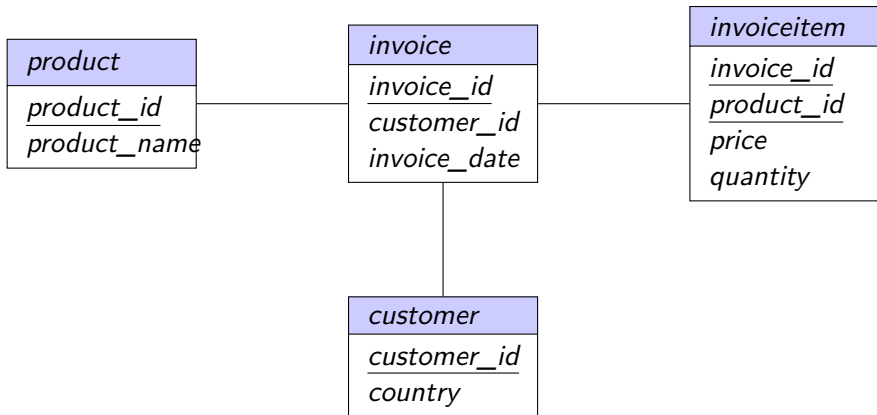 product
product_id
product_name
invoice
invoice_id
customer_id
invoice_date
invoiceitem
invoice_id
product_id
price
quantity
customer
customer_id
country